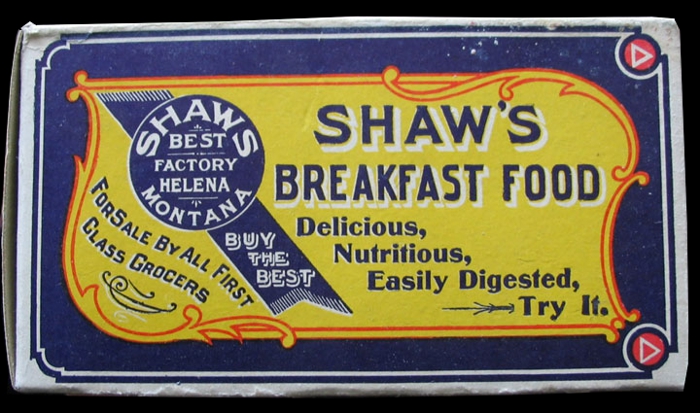 SHAW'S
BEST
FACTORY
HELENA
MONTANA
FOR SALE BY ALL FIRST
CLASS GROCERS
BUY
THE
BEST
SHAW'S
BREAKFAST FOOD
Delicious,
Nutritious,
Easily Digested,
Try It.